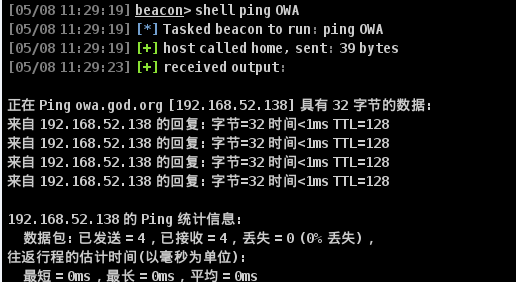 [05/08 11:29:19] beacon> shell ping OWA
[05/08 11:29:19] [*] Tasked beacon to run: ping OWA
[05/08 11:29:19] [+] host called home, sent: 39 bytes
[05/08 11:29:23] [+] received output:
正在 Ping owa.god.org [192.168.52.138] 具有 32 字节的数据:
来自 192.168.52.138 的回复: 字节=32 时间<1ms TTL=128
来自 192.168.52.138 的回复: 字节=32 时间<1ms TTL=128
来自 192.168.52.138 的回复: 字节=32 时间<1ms TTL=128
来自 192.168.52.138 的回复: 字节=32 时间<1ms TTL=128
192.168.52.138 的 Ping 统计信息:
数据包: 已发送 = 4，已接收 = 4，丢失 = 0 (0% 丢失)，
往返行程的估计时间(以毫秒为单位):
最短 = 0ms，最长 = 0ms，平均 = 0ms